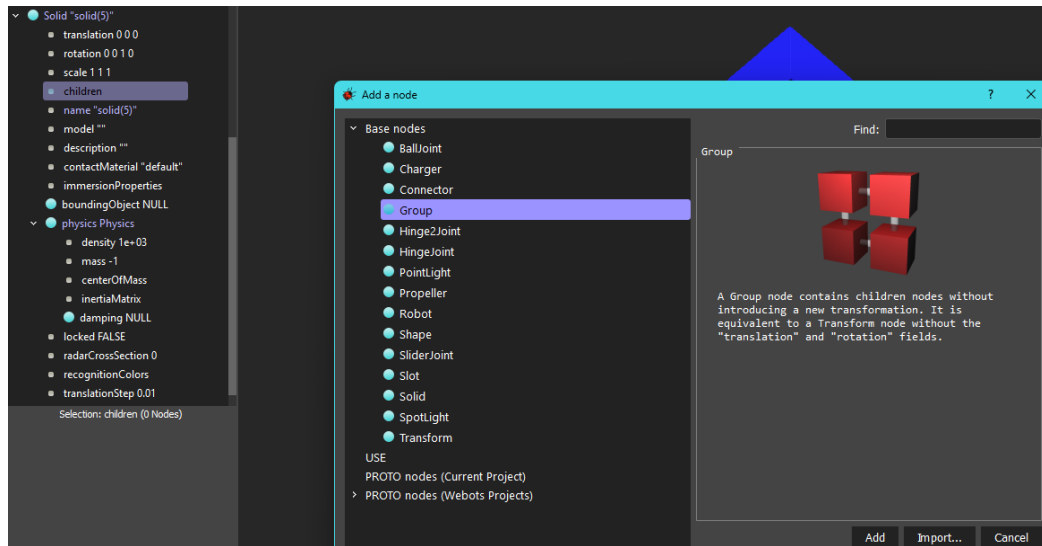 Solid "solid(5)"
translation 0 0 0
rotation 0 0 1 0
scale 1 1 1
children
name "solid(5)"
model ""
description ""
contactMaterial "default"
immersionProperties
boundingObject NULL
physics Physics
density 1e+03
mass -1
centerOfMass
inertiaMatrix
damping NULL
locked FALSE
radarCrossSection 0
recognitionColors
translationStep 0.01
Selection: children (0 Nodes)
Add a node
?
Base nodes
BallJoint
Charger
Connector
Group
Hinge2Joint
HingeJoint
PointLight
Propeller
Robot
Shape
SliderJoint
Slot
Solid
SpotLight
Transform
USE
PROTO nodes (Current Project)
PROTO nodes (Webots Projects)
Find:
Group
A Group node contains children nodes without
introducing a new transformation. It is
equivalent to a Transform node without the
"translation" and "rotation" fields.
Add Import... Cancel